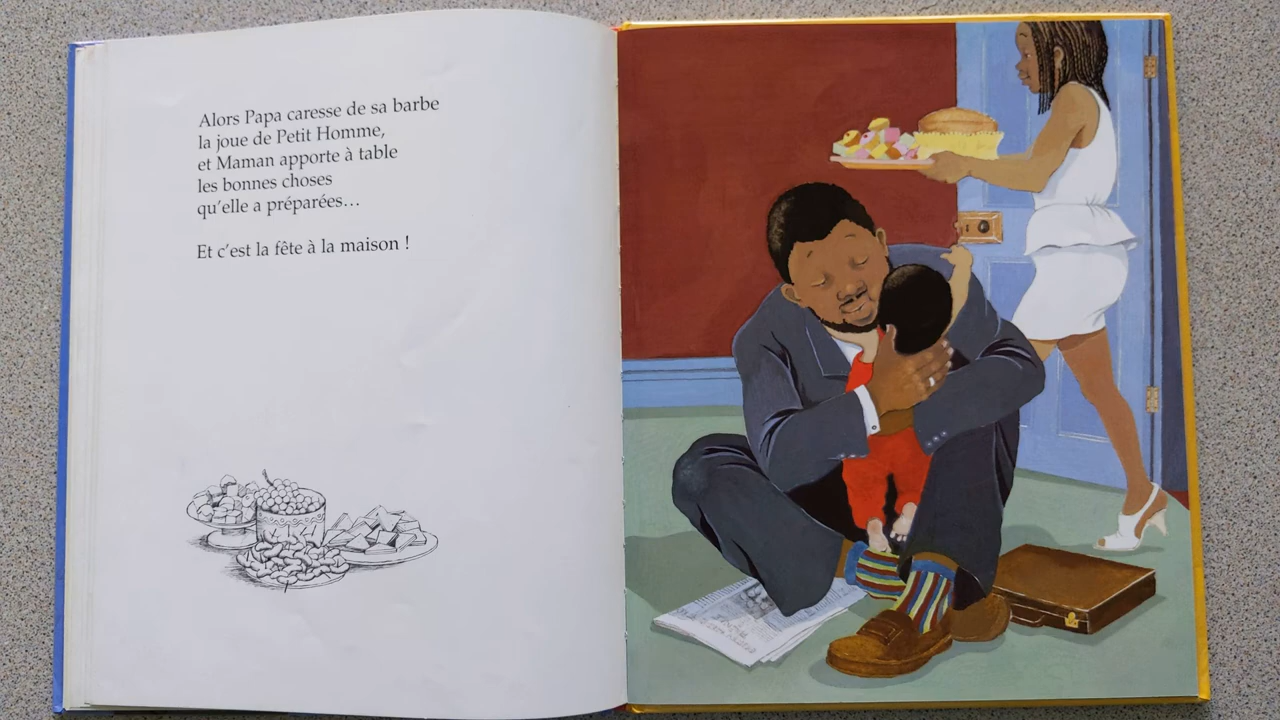 Alors Papa caresse de sa barbe
la joue de Petit Homme,
et Maman apporte à table
les bonnes choses
qu'elle a préparées…
Et c'est la fête à la maison !